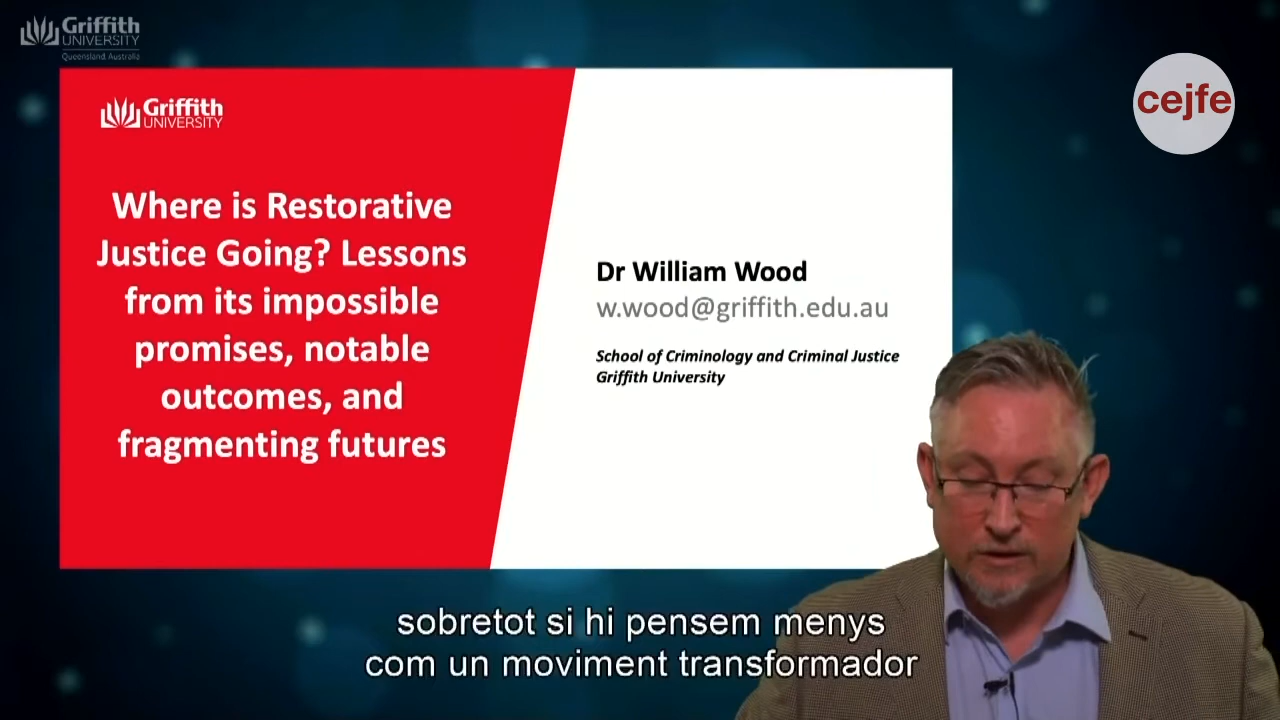 Griffith
UNIVERSITY
Queensland, Australia
cejfe
Griffith
UNIVERSITY
Where is Restorative
Justice Going? Lessons
from its impossible
promises, notable
outcomes, and
fragmenting futures
Dr William Wood
w.wood@griffith.edu.au
School of Criminology and Criminal Justice
Griffith University
sobretot si hi pensem menys
com un moviment transformador